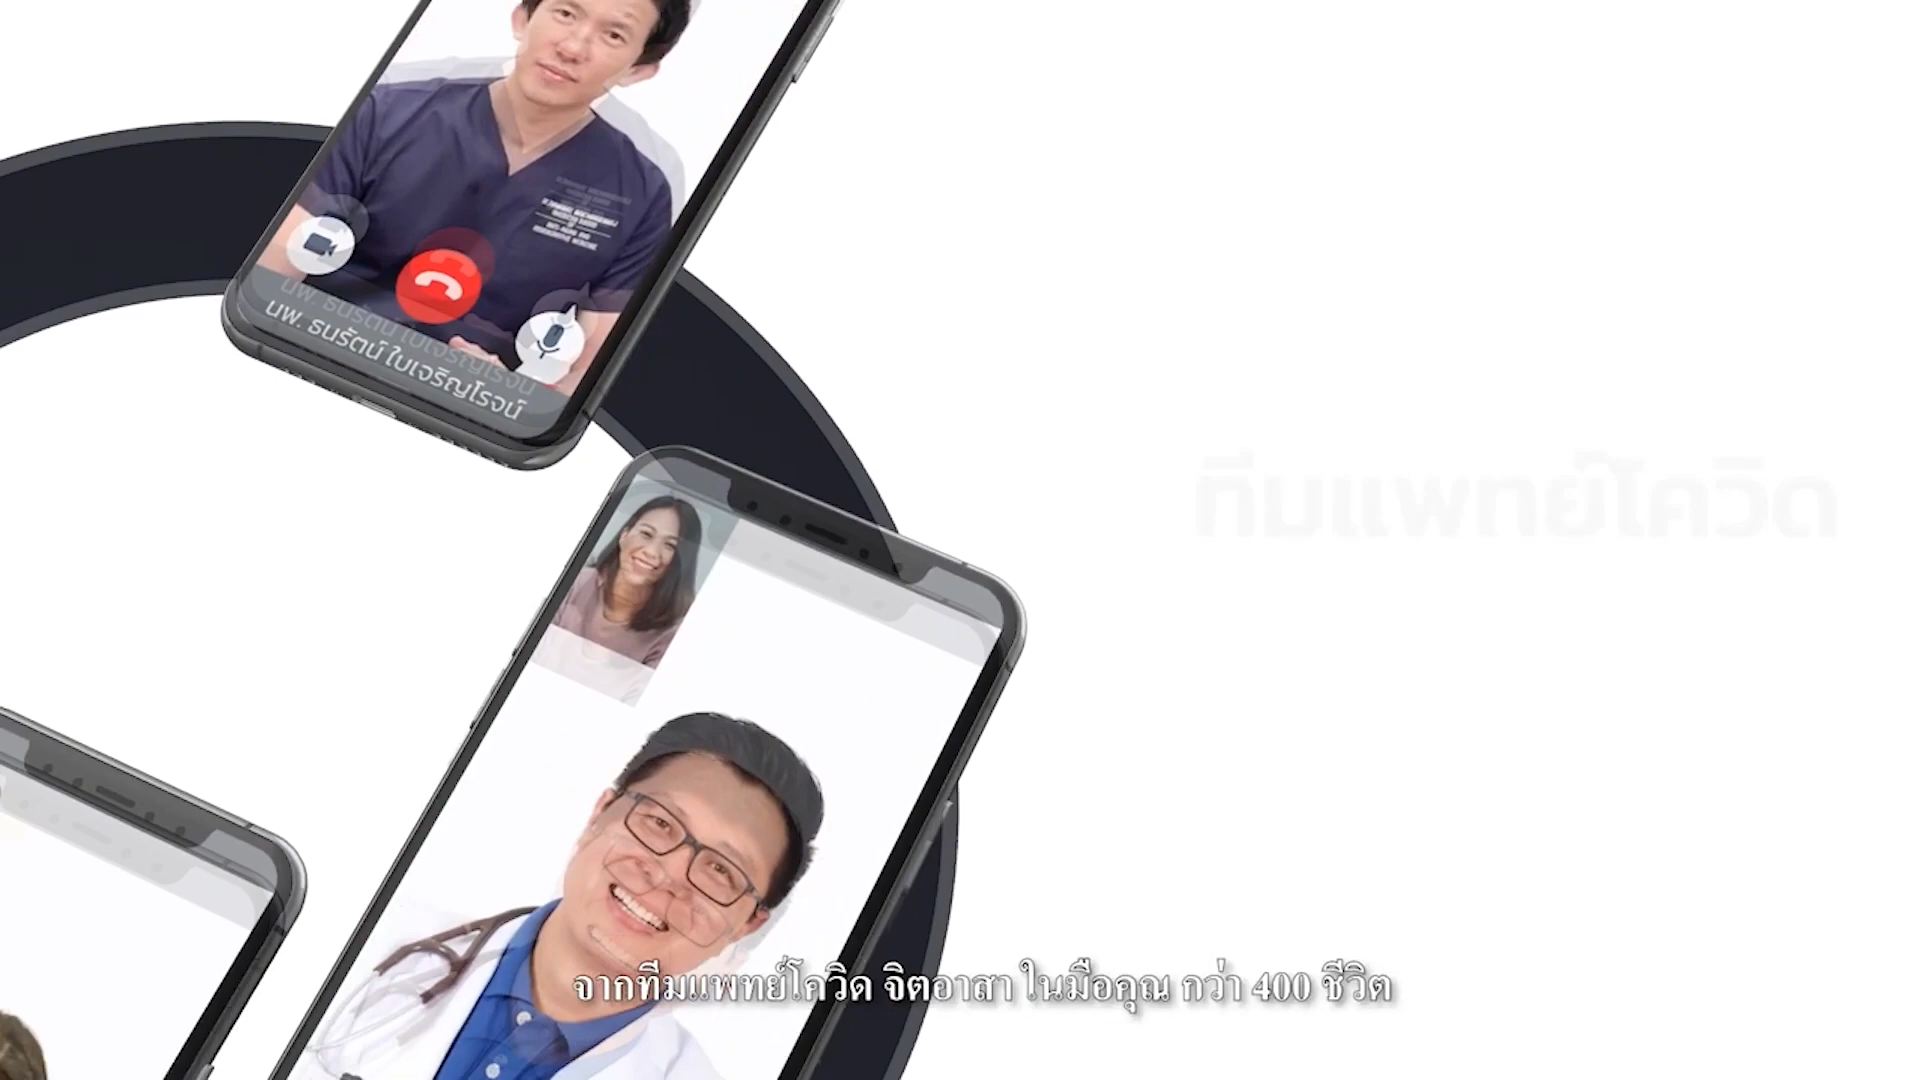 นพ. ธนรัตน์ ใบเจริญโรจน์
ทีมแพทย์โควิด
จากทีมแพทย์โควิด จิตอาสา ในมือคุณ กว่า 400 ชีวิต